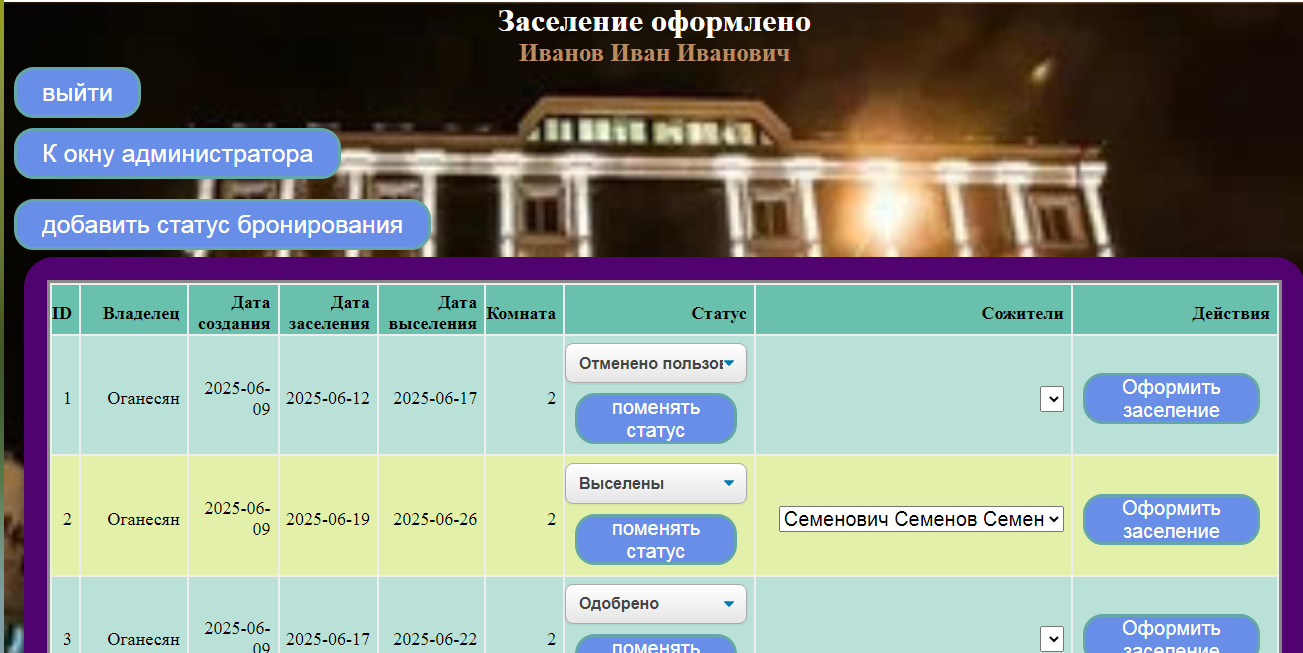 Заселение оформлено
Иванов Иван Иванович
выйти
К окну администратора
добавить статус бронирования
ID Владелец Дата создания Дата заселения Дата выселения Комната Статус Сожители Действия
1 Оганесян 2025-06-09 2025-06-12 2025-06-17 2 Отменено пользов Оформить заселение
поменять статус
2 Оганесян 2025-06-09 2025-06-19 2025-06-26 2 Выселены Семенович Семенов Семен Оформить заселение
поменять статус
3 Оганесян 2025-06-09 2025-06-17 2025-06-22 2 Одобрено Оформить заселение
поменять